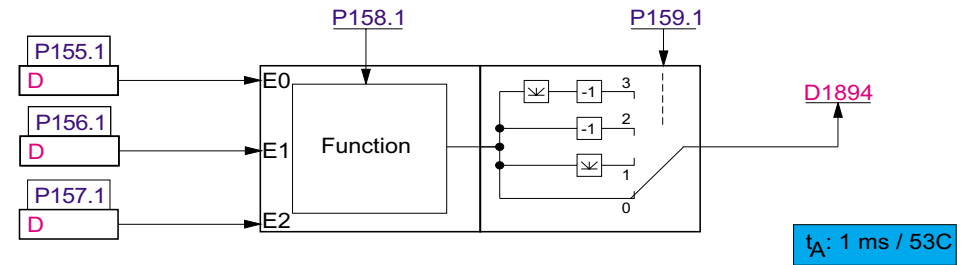 P158.1
P159.1
P155.1
D
E0
3
-1
D1894
P156.1
D
E1
Function
2
-1
1
P157.1
D
E2
0
tA: 1 ms / 53C